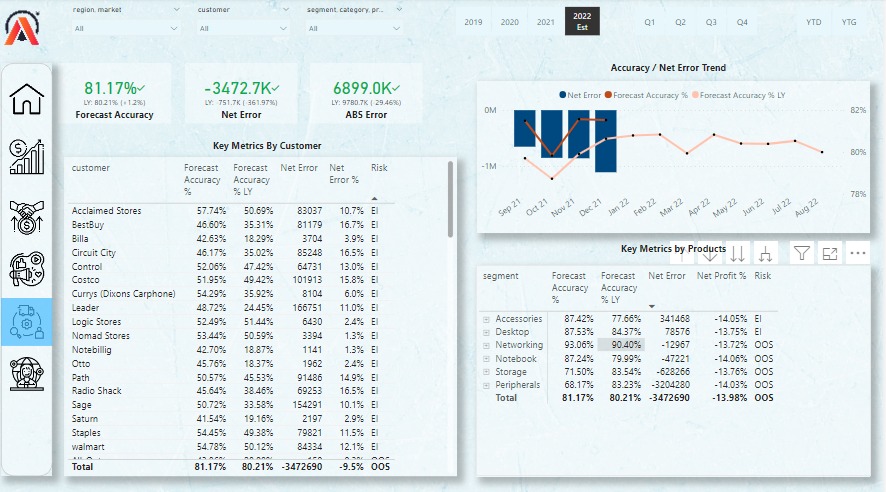 region, market
customer
segment, category, pr...
All
All
All
2019
2020
2021
2022
Est
Q1
Q2
Q3
Q4
YTD
YTG
81.17%
LY: 80.21% (+1.2%)
Forecast Accuracy
-3472.7K
LY: 751.7K (-361.97%)
Net Error
6899.0K
LY: 9780.7K (-29.46%)
ABS Error
Accuracy / Net Error Trend
Net Error Forecast Accuracy % Forecast Accuracy % LY
0M
-1M
82%
80%
78%
Sep 21
Oct 21
Nov 21
Dec 21
Jan 22
Feb 22
Mar 22
Apr 22
May 22
Jun 22
Jul 22
Aug 22
Key Metrics By Customer
customer Forecast Accuracy % Forecast Accuracy % LY Net Error Net Error % Risk
Acclaimed Stores 57.74% 50.69% 83037 10.7% EI
BestBuy 46.60% 35.31% 81179 16.7% EI
Billa 42.63% 18.29% 3704 3.9% EI
Circuit City 46.17% 35.02% 85248 16.5% EI
Control 52.06% 47.42% 64731 13.0% EI
Costco 51.95% 49.42% 101913 15.8% EI
Currys (Dixons Carphone) 54.29% 35.92% 8104 6.0% EI
Leader 48.72% 24.45% 166751 11.0% EI
Logic Stores 52.49% 51.44% 6430 2.4% EI
Nomad Stores 53.44% 50.59% 3394 1.3% EI
Notebillig 42.70% 18.87% 1141 1.3% EI
Otto 45.76% 18.37% 1962 2.4% EI
Path 50.57% 45.53% 91486 14.9% EI
Radio Shack 45.64% 38.46% 69253 16.5% EI
Sage 50.72% 33.58% 154291 10.1% EI
Saturn 41.54% 19.16% 2197 2.9% EI
Staples 54.45% 49.38% 79821 11.5% EI
walmart 54.78% 50.12% 84334 12.1% EI
Total 81.17% 80.21% -3472690 -9.5% OOS
Key Metrics by Products
segment Forecast Accuracy % Forecast Accuracy % LY Net Error Net Profit % Risk
Accessories 87.42% 77.66% 341468 -14.05% EI
Desktop 87.53% 84.37% 78576 -13.75% EI
Networking 93.06% 90.40% -12967 -13.72% OOS
Notebook 87.24% 79.99% -47221 -14.06% OOS
Storage 71.50% 83.54% -628266 -13.76% OOS
Peripherals 68.17% 83.23% -3204280 -14.03% OOS
Total 81.17% 80.21% -3472690 -13.98% OOS